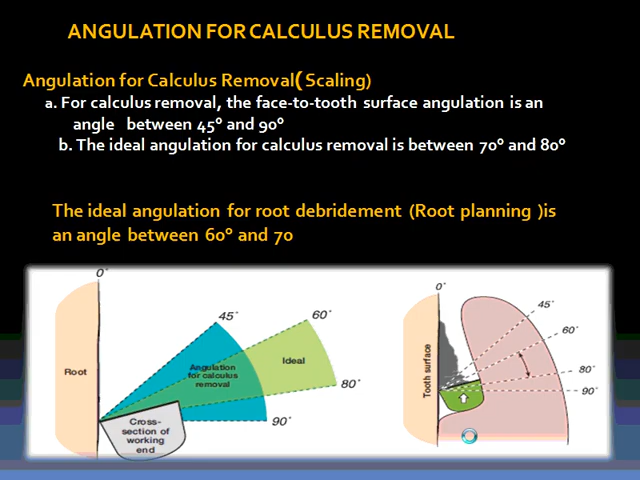 ANGULATION FOR CALCULUS REMOVAL
Angulation for Calculus Removal(Scaling)
a. For calculus removal, the face-to-tooth surface angulation is an
angle between 45° and 90°
b. The ideal angulation for calculus removal is between 70° and 80°
The ideal angulation for root debridement (Root planning )is
an angle between 60° and 70
0°
45°
60°
Root
Angulation
for calculus
removal
Ideal
80°
90°
Cross-
section of
working
end
0°
45°
60°
Tooth surface
80°
90°